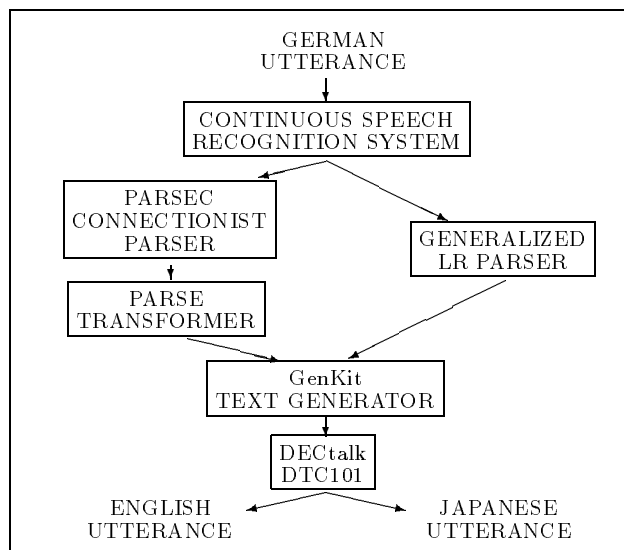 GERMAN
UTTERANCE
CONTINUOUS SPEECH
RECOGNITION SYSTEM
PARSEC
CONNECTIONIST
PARSER
GENERALIZED
LR PARSER
PARSE
TRANSFORMER
GenKit
TEXT GENERATOR
DECtalk
DTC101
ENGLISH
UTTERANCE
JAPANESE
UTTERANCE